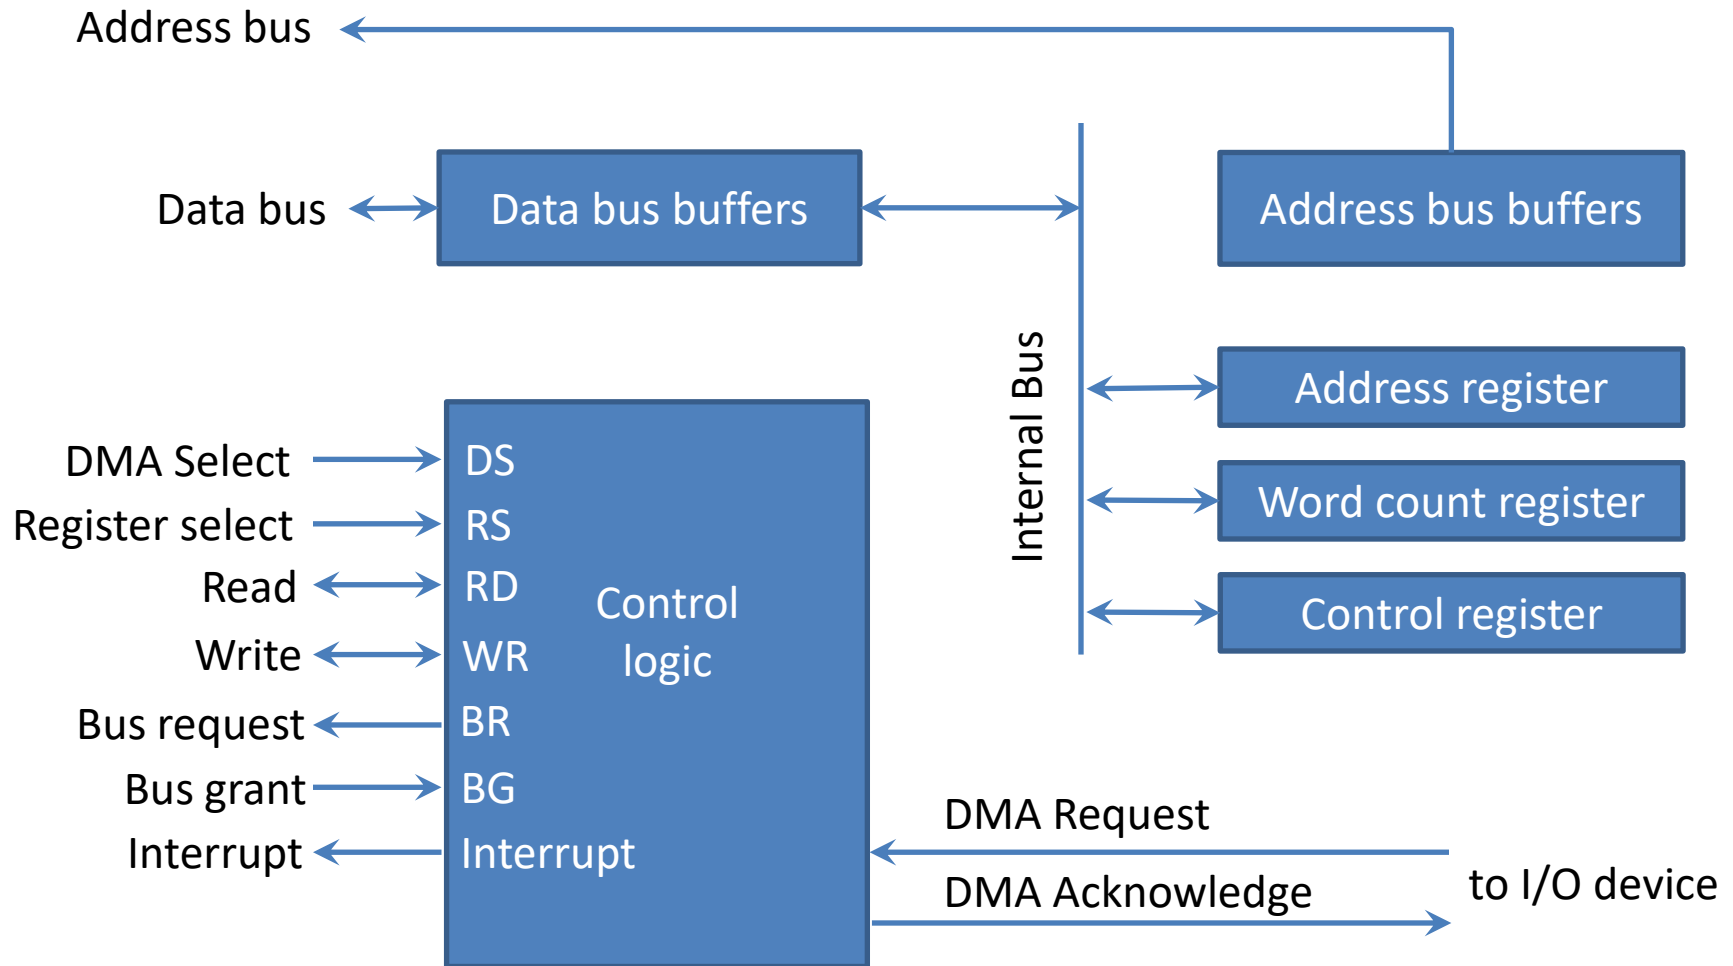 Address bus
Data bus
Data bus buffers
Address bus buffers
Internal Bus
Address register
Word count register
Control register
DMA Select
DS
Register select
RS
Read
RD
Write
WR
Control
logic
Bus request
BR
Bus grant
BG
Interrupt
Interrupt
DMA Request
DMA Acknowledge
to I/O device